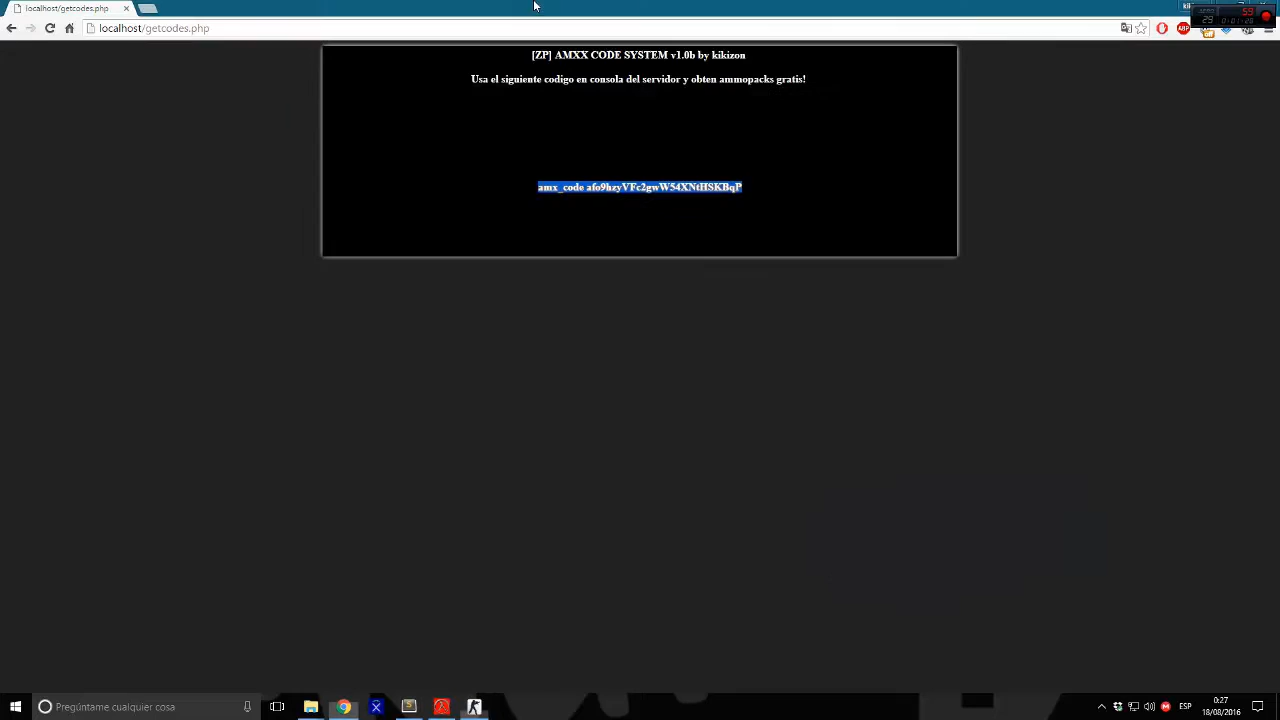 localhost/getcodes.php
localhost/getcodes.php
[ZP] AMXX CODE SYSTEM v1.0b by kikizon
Usa el siguiente codigo en consola del servidor y obten ammopacks gratis!
amx_code afo9hzyVFc2gwW54XNtHSKBqP
Pregúntame cualquier cosa
ESP
0:27
18/08/2016